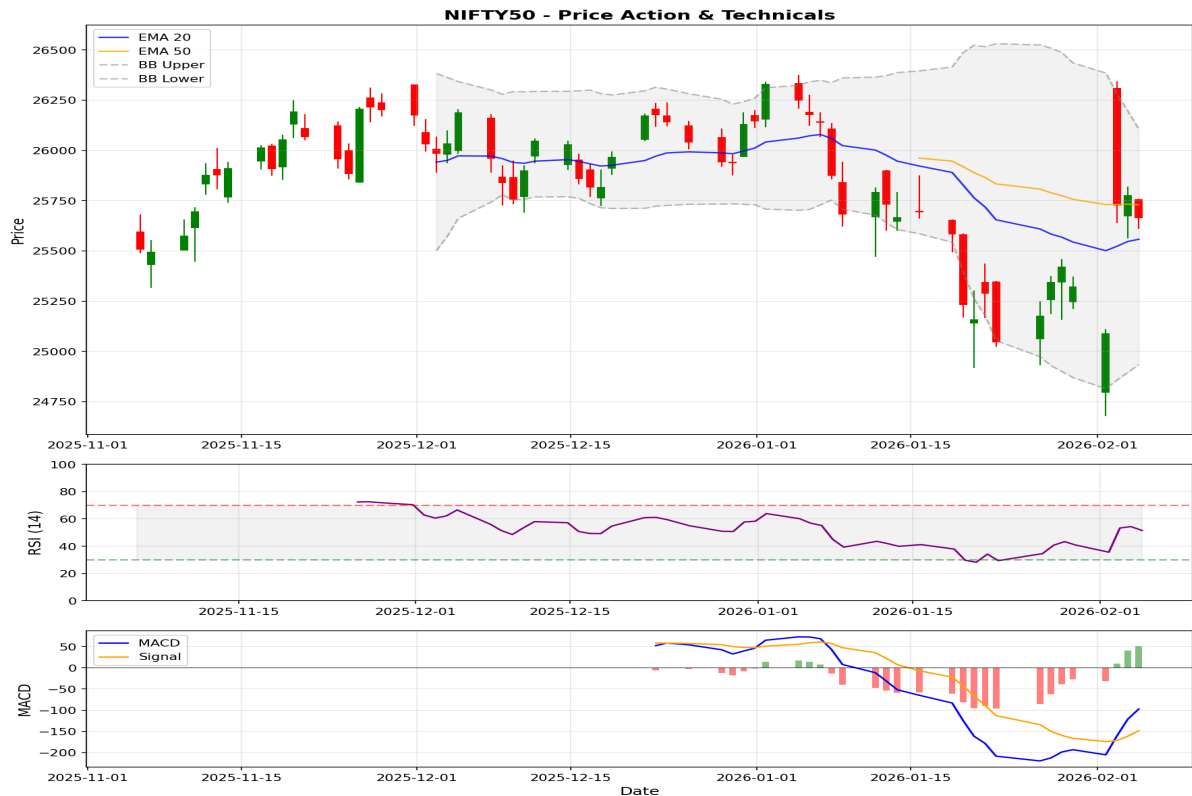 NIFTY50 - Price Action & Technicals
EMA 20
EMA 50
BB Upper
BB Lower
Price
26500
26250
26000
25750
25500
25250
25000
24750
2025-11-01 2025-11-15 2025-12-01 2025-12-15 2026-01-01 2026-01-15 2026-02-01
RSI (14)
100
80
60
40
20
0
2025-11-15 2025-12-01 2025-12-15 2026-01-01 2026-01-15 2026-02-01
MACD
Signal
MACD
50
0
−50
−100
−150
−200
2025-11-01 2025-11-15 2025-12-01 2025-12-15 2026-01-01 2026-01-15 2026-02-01
Date